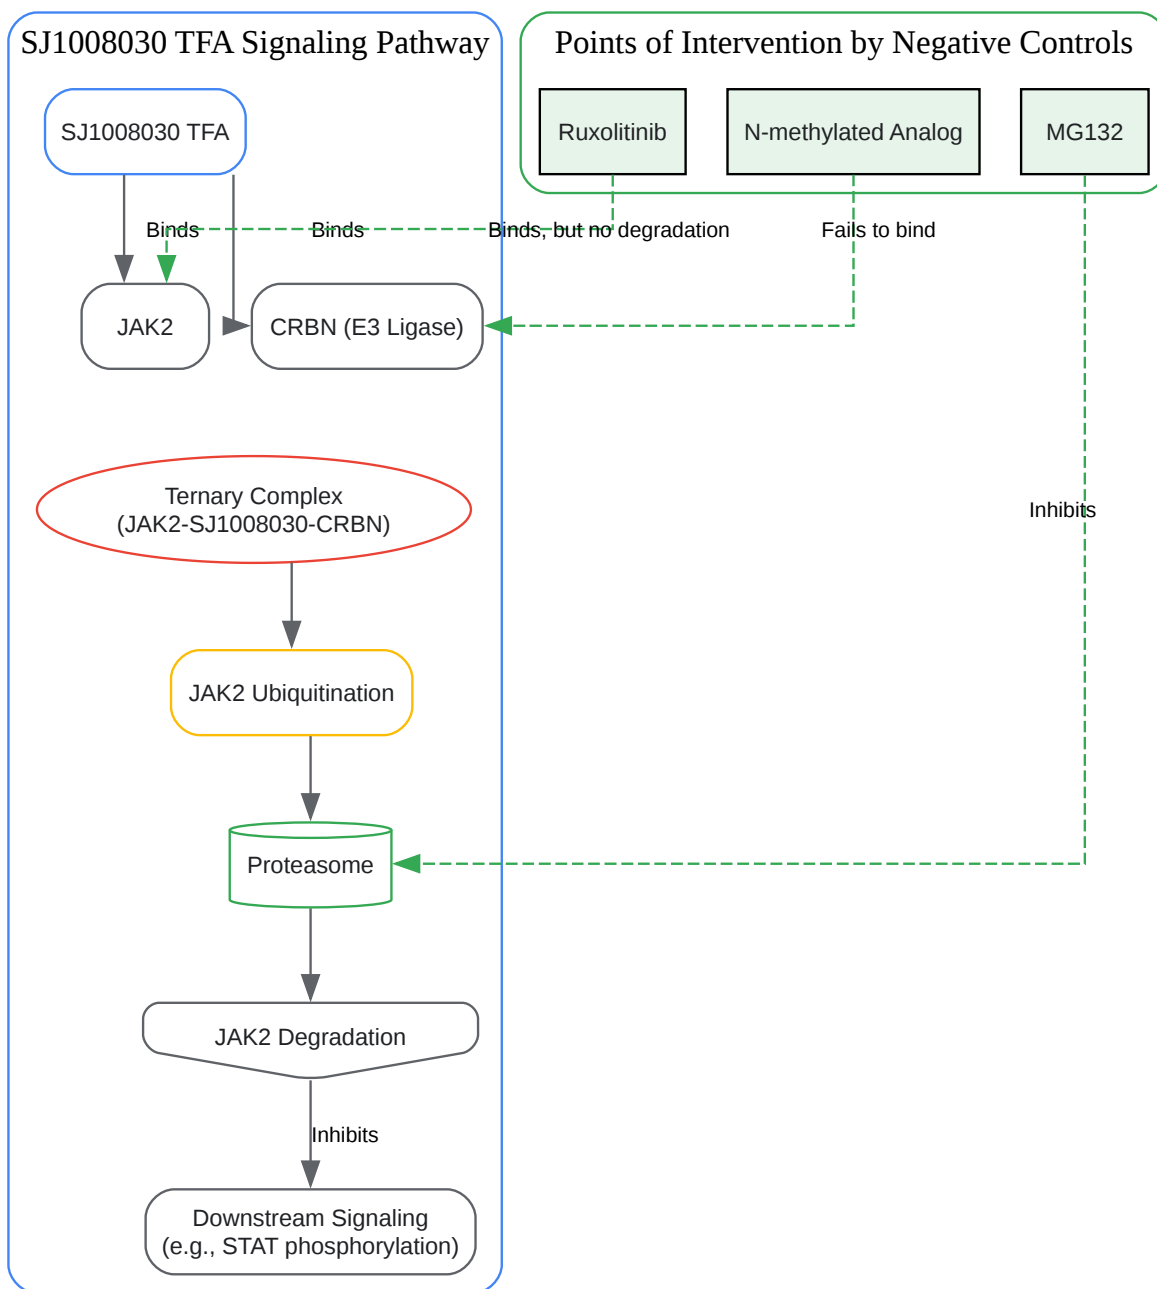 SJ1008030 TFA Signaling Pathway
Points of Intervention by Negative Controls
SJ1008030 TFA
Ruxolitinib
N-methylated Analog
MG132
Binds
Binds
Binds, but no degradation
Fails to bind
JAK2
CRBN (E3 Ligase)
Ternary Complex
(JAK2-SJ1008030-CRBN)
Inhibits
JAK2 Ubiquitination
Proteasome
JAK2 Degradation
Inhibits
Downstream Signaling
(e.g., STAT phosphorylation)